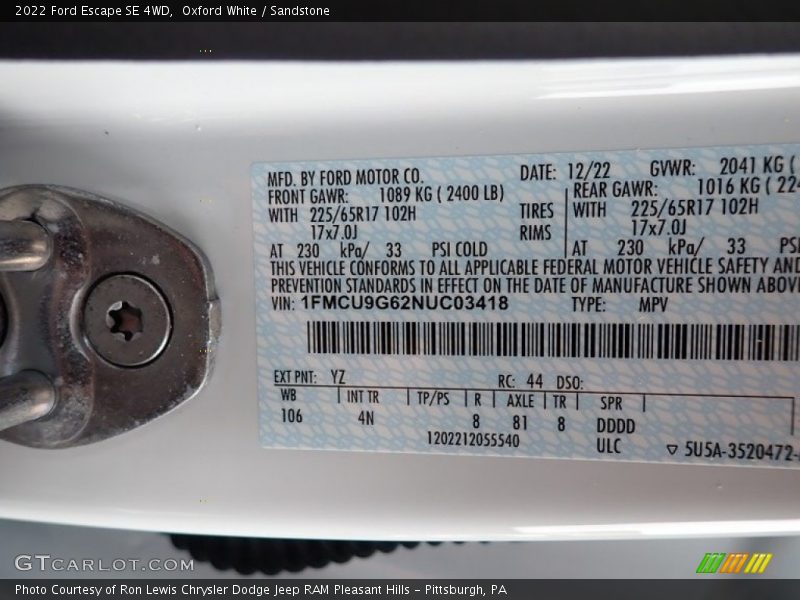 2022 Ford Escape SE 4WD, Oxford White / Sandstone
MFD. BY FORD MOTOR CO. DATE: 12/22 GVWR: 2041 KG (
FRONT GAWR: 1089 KG ( 2400 LB) REAR GAWR: 1016 KG ( 224
WITH 225/65R17 102H TIRES WITH 225/65R17 102H
17x7.0J RIMS 17x7.0J
AT 230 kPa/ 33 PSI COLD AT 230 kPa/ 33 PSI
THIS VEHICLE CONFORMS TO ALL APPLICABLE FEDERAL MOTOR VEHICLE SAFETY AND
PREVENTION STANDARDS IN EFFECT ON THE DATE OF MANUFACTURE SHOWN ABOVE
VIN: 1FMCU9G62NUC03418 TYPE: MPV
EXT PNT: YZ RC: 44 DSO:
WB INT TR TP/PS R AXLE TR SPR
106 4N 8 81 8 DDDD
1202212055540 ULC 5U5A-3520472-
GTCARLOT.COM
Photo Courtesy of Ron Lewis Chrysler Dodge Jeep RAM Pleasant Hills - Pittsburgh, PA